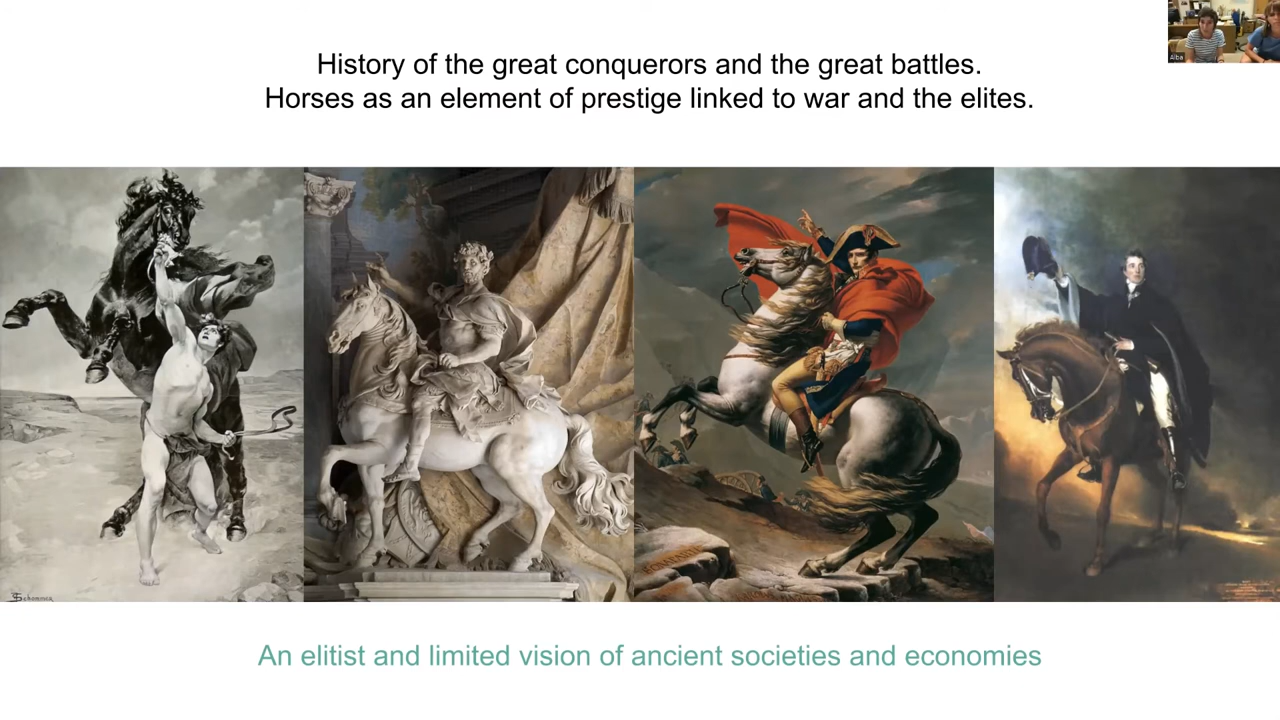 History of the great conquerors and the great battles.
Horses as an element of prestige linked to war and the elites.
Alba
An elitist and limited vision of ancient societies and economies